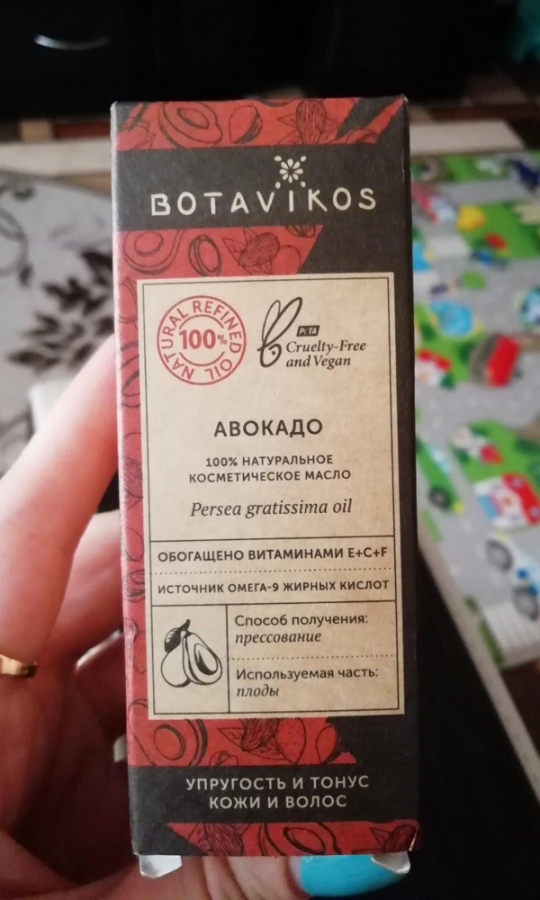 BOTAVIKOS
NATURAL REFINED OIL
100%
PETA
Cruelty-Free
and Vegan
АВОКАДО
100% НАТУРАЛЬНОЕ
КОСМЕТИЧЕСКОЕ МАСЛО
Persea gratissima oil
ОБОГАЩЕНО ВИТАМИНАМИ E+C+F
ИСТОЧНИК ОМЕГА-9 ЖИРНЫХ КИСЛОТ
Способ получения:
прессование
Используемая часть:
плоды
УПРУГОСТЬ И ТОНУС
КОЖИ И ВОЛОС